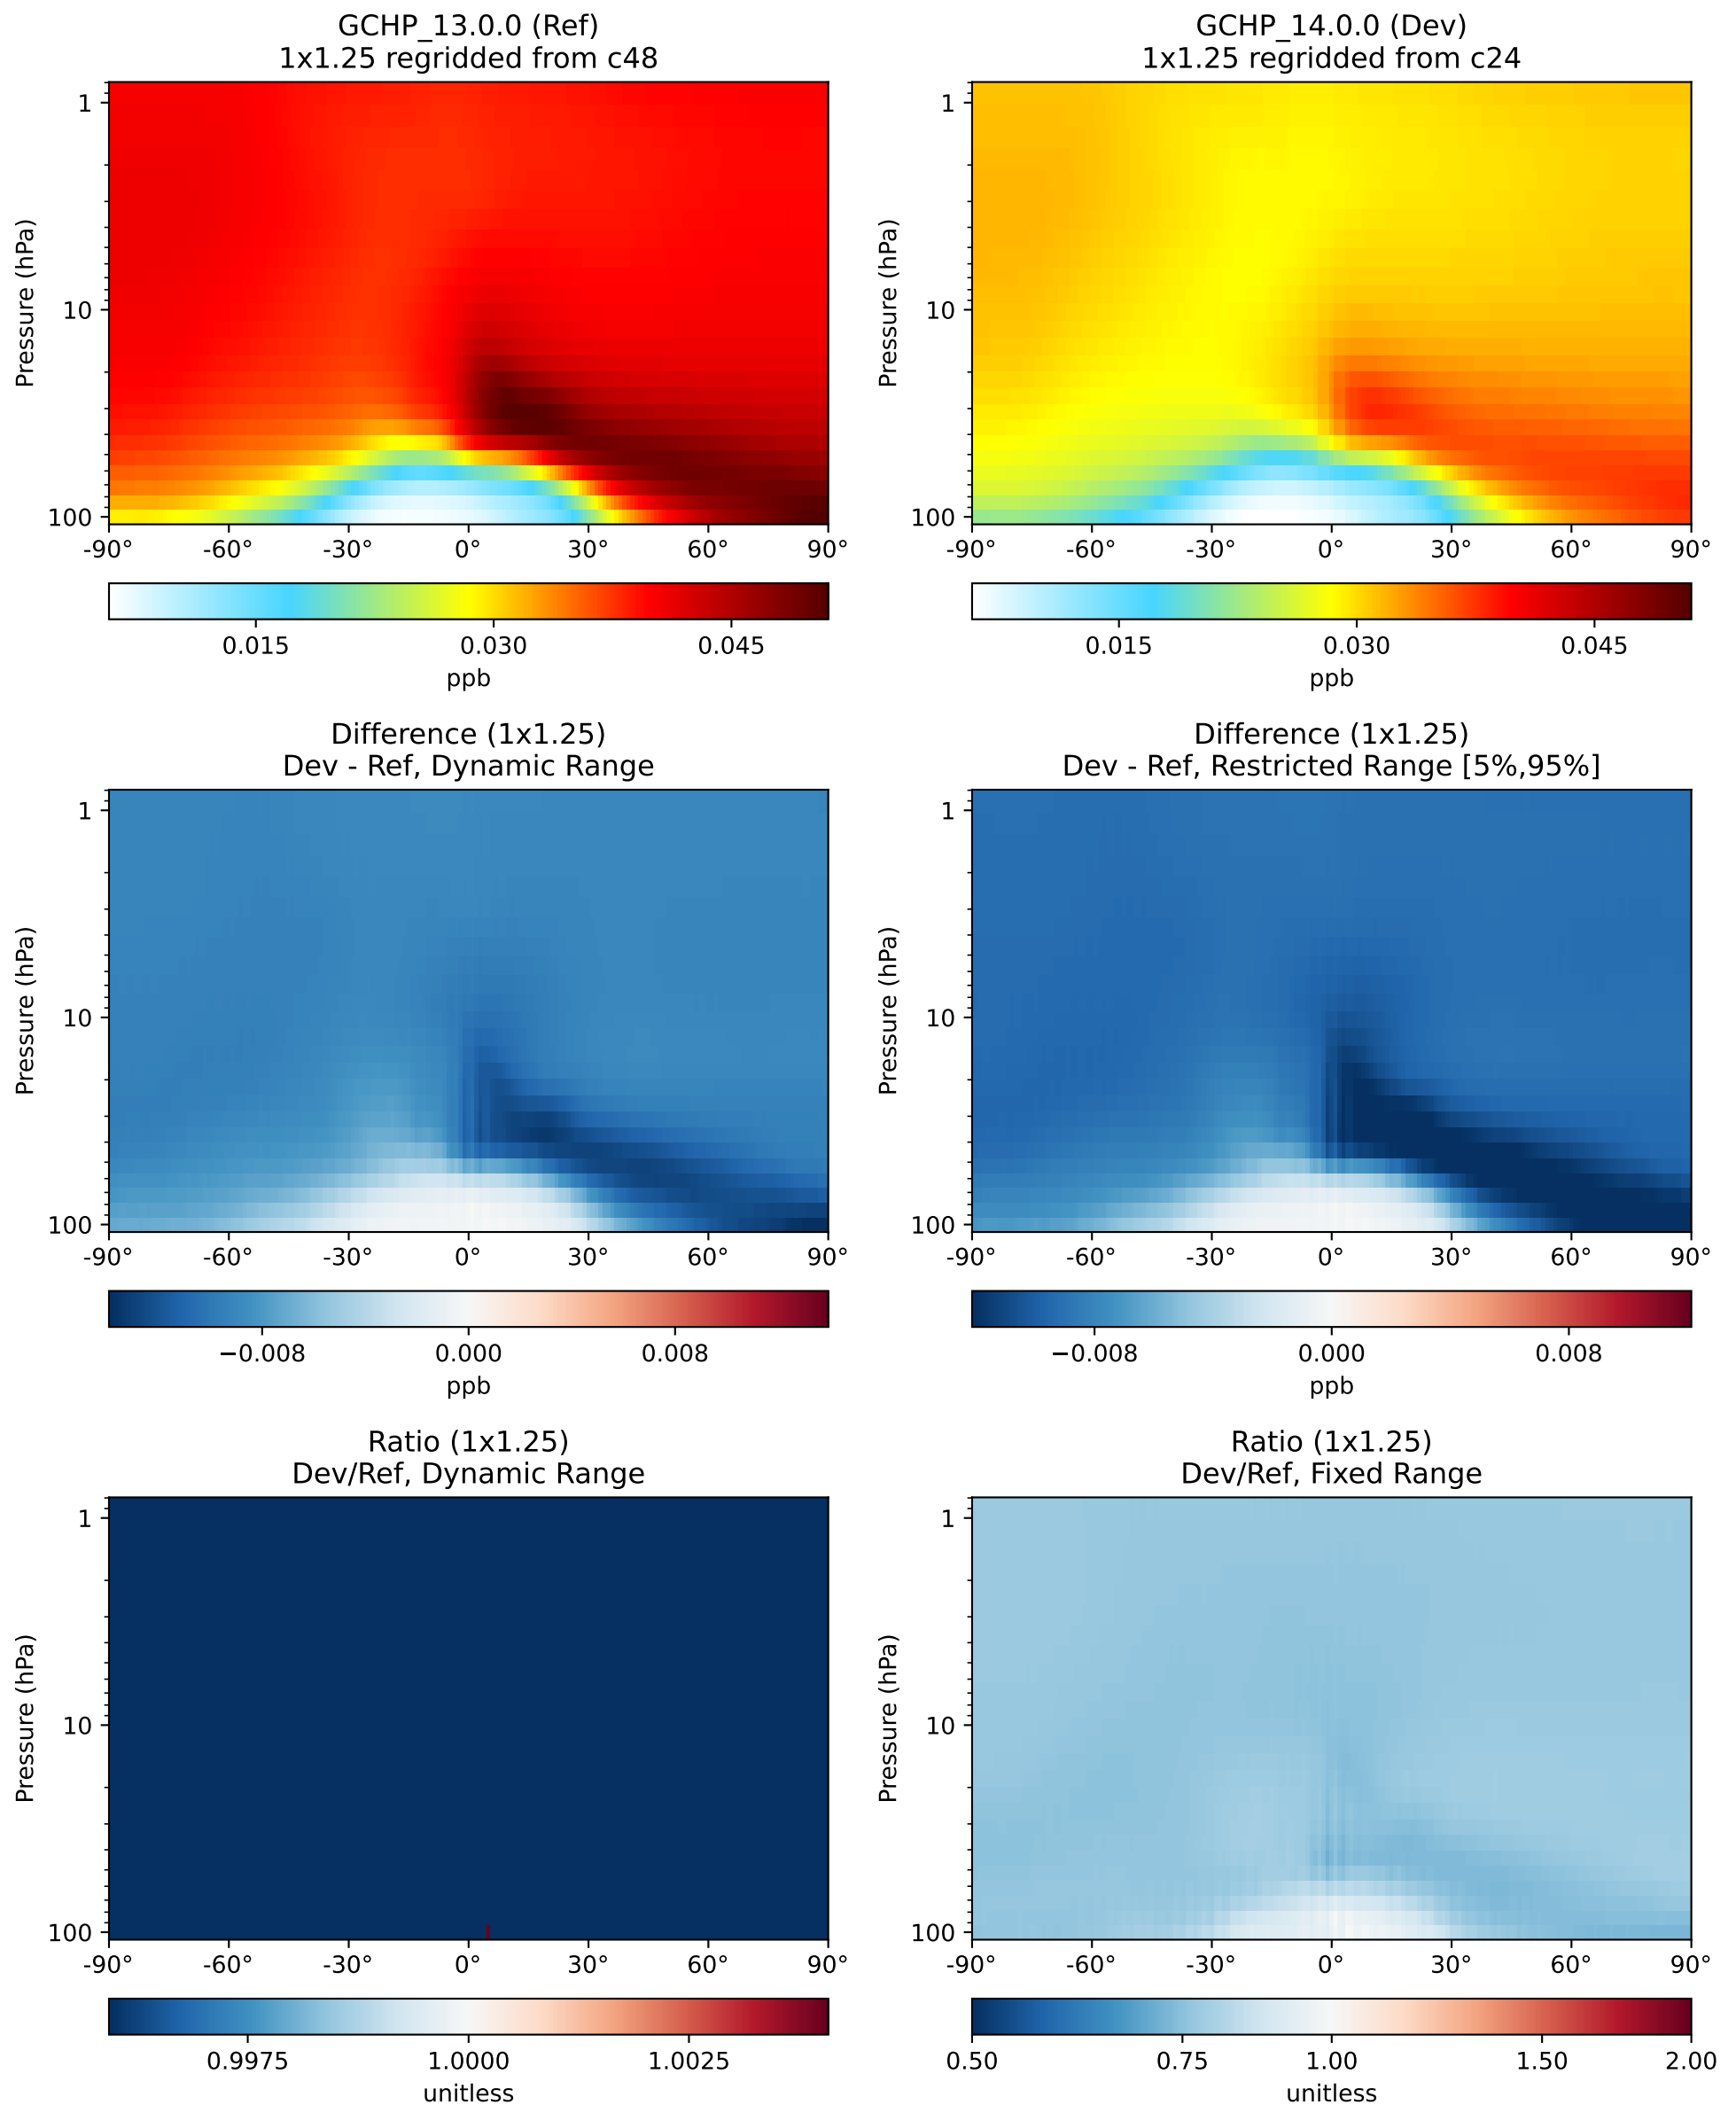 GCHP_13.0.0 (Ref)
1x1.25 regridded from c48
Pressure (hPa)
1
10
100
-90° -60° -30° 0° 30° 60° 90°
0.015 0.030 0.045
ppb
GCHP_14.0.0 (Dev)
1x1.25 regridded from c24
Pressure (hPa)
1
10
100
-90° -60° -30° 0° 30° 60° 90°
0.015 0.030 0.045
ppb
Difference (1x1.25)
Dev - Ref, Dynamic Range
Pressure (hPa)
1
10
100
-90° -60° -30° 0° 30° 60° 90°
−0.008 0.000 0.008
ppb
Difference (1x1.25)
Dev - Ref, Restricted Range [5%,95%]
Pressure (hPa)
1
10
100
-90° -60° -30° 0° 30° 60° 90°
−0.008 0.000 0.008
ppb
Ratio (1x1.25)
Dev/Ref, Dynamic Range
Pressure (hPa)
1
10
100
-90° -60° -30° 0° 30° 60° 90°
0.9975 1.0000 1.0025
unitless
Ratio (1x1.25)
Dev/Ref, Fixed Range
Pressure (hPa)
1
10
100
-90° -60° -30° 0° 30° 60° 90°
0.50 0.75 1.00 1.50 2.00
unitless